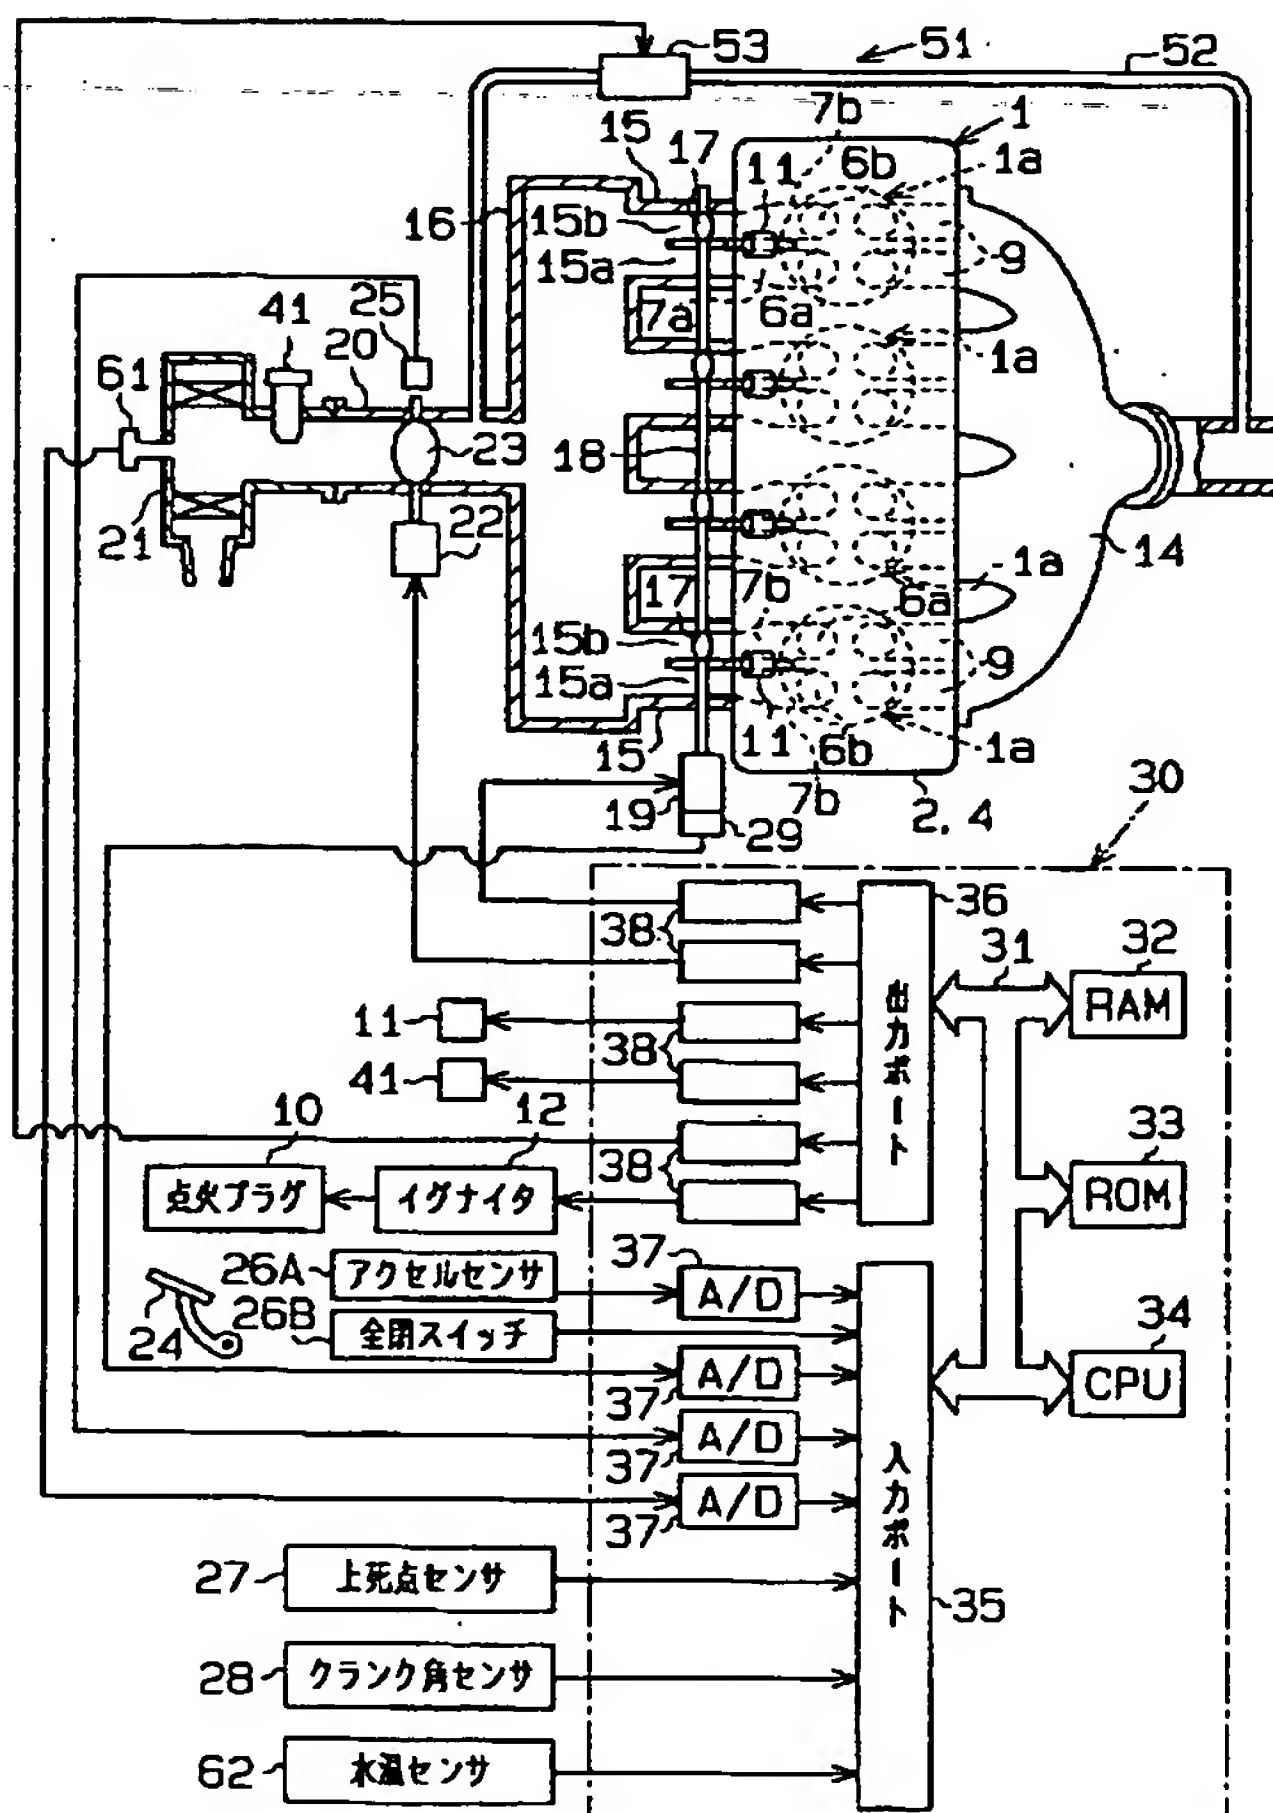 53
51
52
7b
1
15
17
11
6b
1a
16
15b
15a
9
25
41
20
7a
6a
1a
61
23
18
21
22
14
1a
17
7b
6a
15b
9
15a
15
11
6b
1a
7b
30
19
29
2, 4
36
38
31
32
RAM
出力ポート
11
38
41
10
12
33
38
点火プラグ
イグナイタ
ROM
37
26A
アクセルセンサ
A/D
26B
全閉スイッチ
34
24
A/D
CPU
37
A/D
37
入力ポート
A/D
37
27
上死点センサ
35
28
クランク角センサ
62
水温センサ